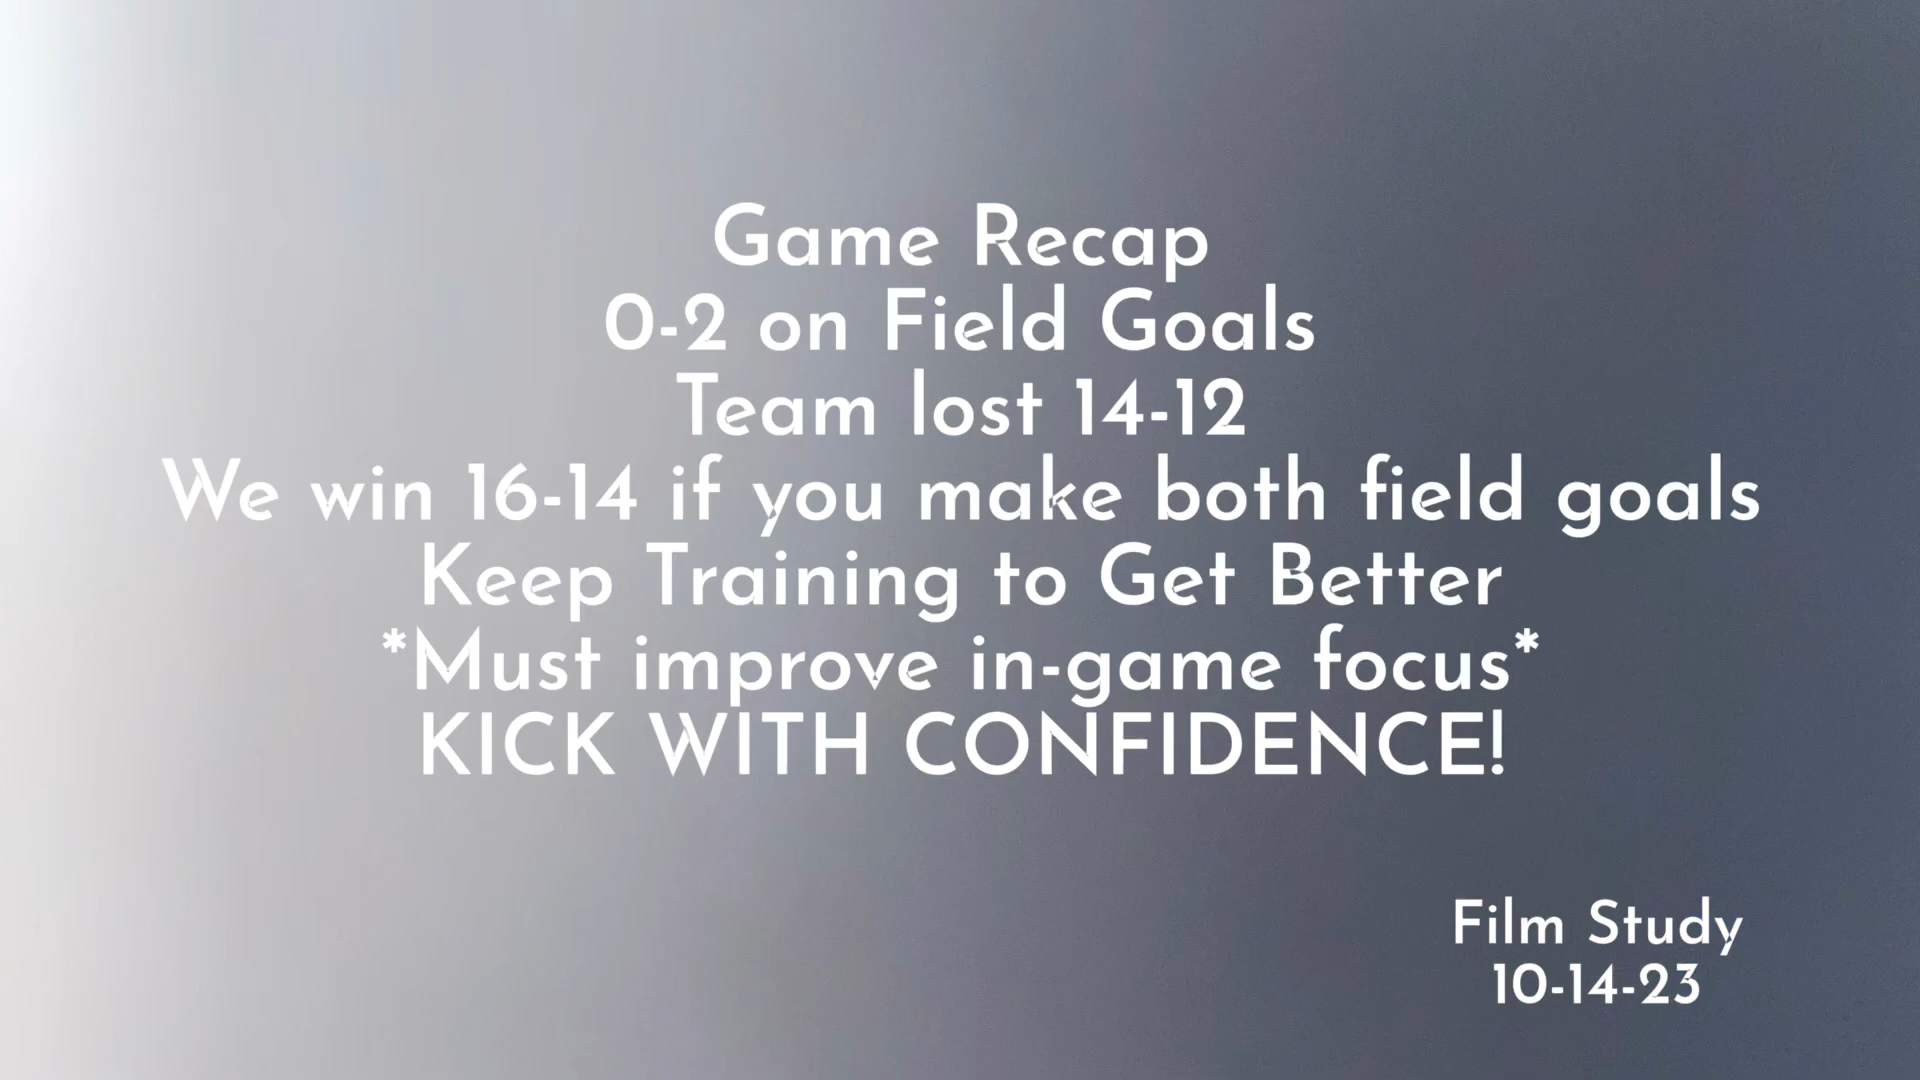 Game Recap
0-2 on Field Goals
Team lost 14-12
We win 16-14 if you make both field goals
Keep Training to Get Better
*Must improve in-game focus*
KICK WITH CONFIDENCE!
Film Study
10-14-23